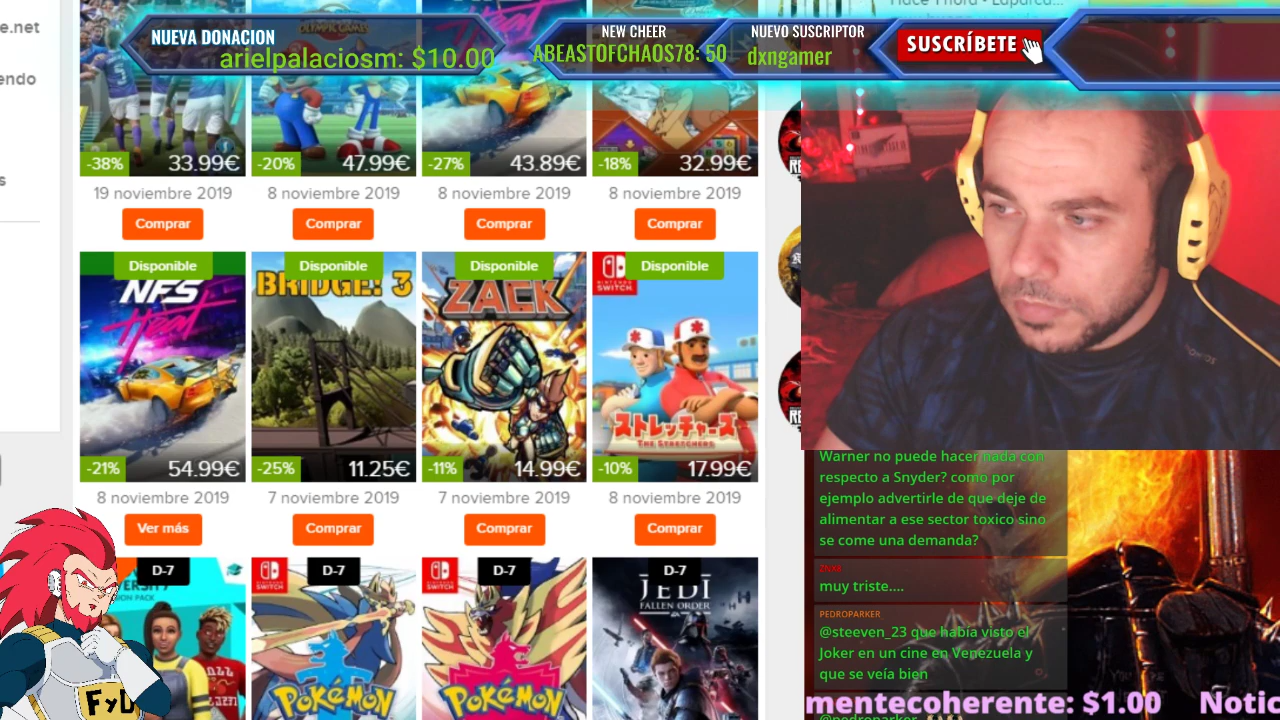 e.net
endo
s
OLYMPIC GAMES
NUEVA DONACION
arielpalaciosm: $10.00
NEW CHEER
ABEASTOFCHAOS78: 50
NUEVO SUSCRIPTOR
dxngamer
SUSCRÍBETE
-38%
33.99€
-20%
47.99€
-27%
43.89€
-18%
32.99€
19 noviembre 2019
8 noviembre 2019
8 noviembre 2019
8 noviembre 2019
Comprar
Comprar
Comprar
Comprar
Disponible
Disponible
Disponible
Disponible
NFS
Heat
BRIDGE! 3
ZACK
NINTENDO
SWITCH
ストレッチャーズ
THE STRETCHERS
-21%
54.99€
-25%
11.25€
-11%
14.99€
-10%
17.99€
8 noviembre 2019
7 noviembre 2019
7 noviembre 2019
8 noviembre 2019
Ver más
Comprar
Comprar
Comprar
D-7
D-7
D-7
D-7
JEDI
FALLEN ORDER
POKÉMON
POKÉMON
FyD
Warner no puede hacer nada con
respecto a Snyder? como por
ejemplo advertirle de que deje de
alimentar a ese sector toxico sino
se come una demanda?
muy triste....
PEDROPARKER
@steeven_23 que habia visto el
Joker en un cine en Venezuela y
que se veía bien
@pedroparker
mentecoherente: $1.00
Notic